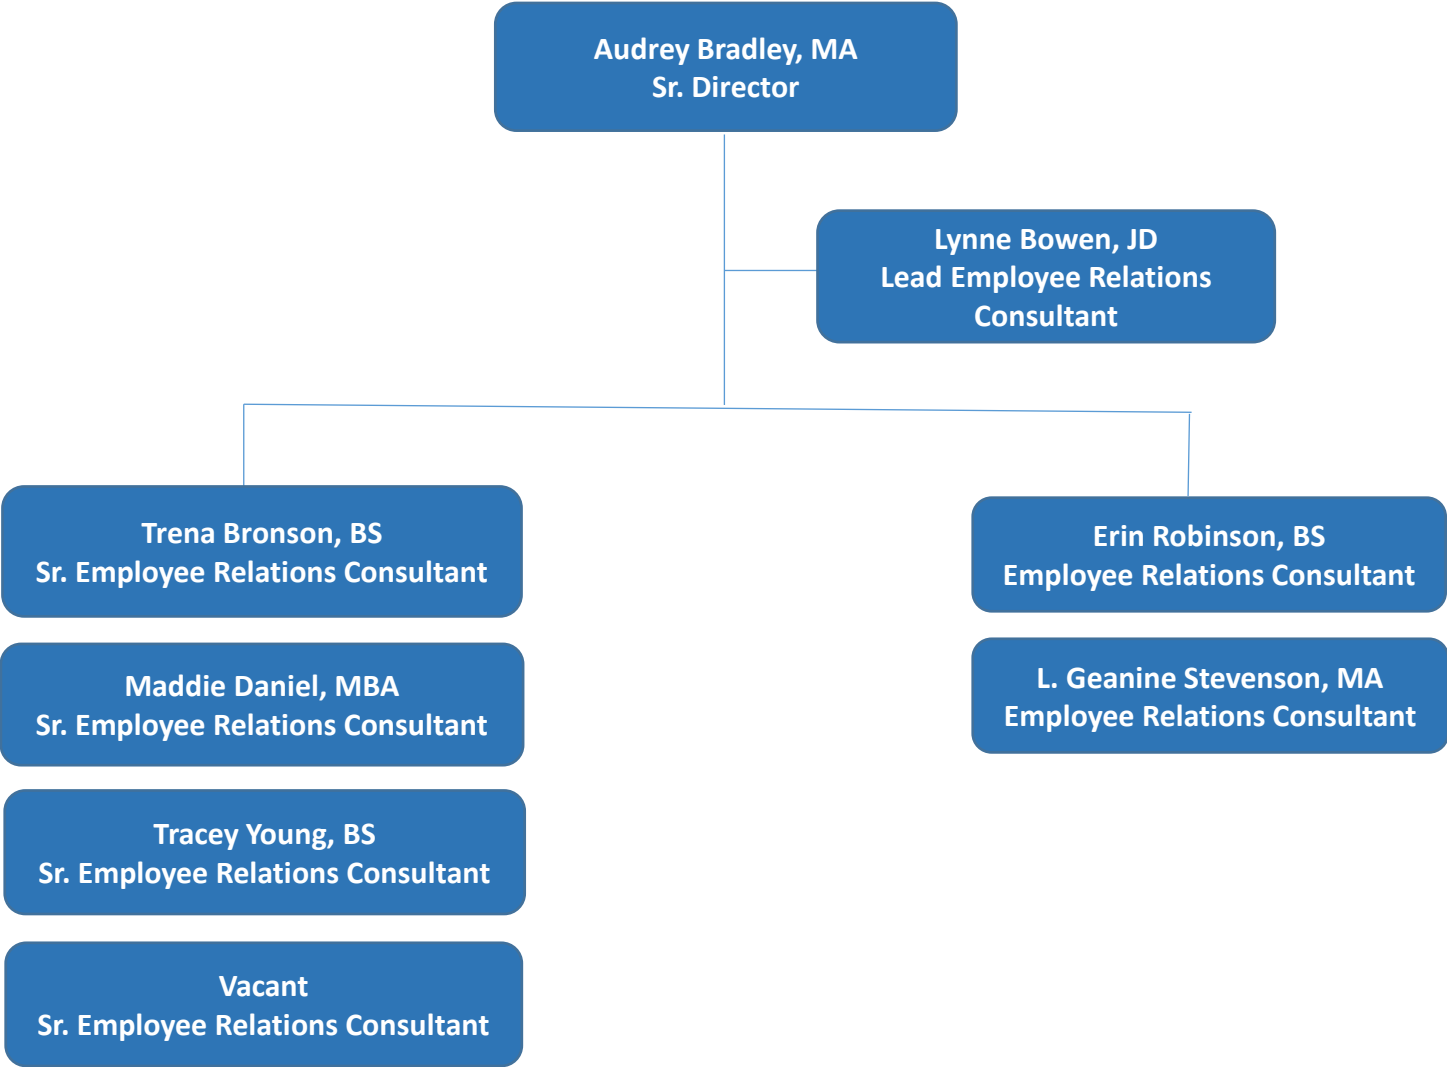 Audrey Bradley, MA
Sr. Director
Lynne Bowen, JD
Lead Employee Relations
Consultant
Trena Bronson, BS
Sr. Employee Relations Consultant
Maddie Daniel, MBA
Sr. Employee Relations Consultant
Tracey Young, BS
Sr. Employee Relations Consultant
Vacant
Sr. Employee Relations Consultant
Erin Robinson, BS
Employee Relations Consultant
L. Geanine Stevenson, MA
Employee Relations Consultant